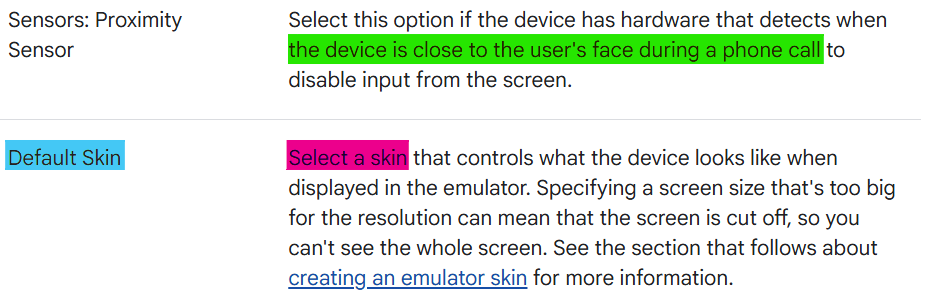 Sensors: Proximity
Sensor
Select this option if the device has hardware that detects when
the device is close to the user's face during a phone call to
disable input from the screen.
Default Skin
Select a skin that controls what the device looks like when
displayed in the emulator. Specifying a screen size that's too big
for the resolution can mean that the screen is cut off, so you
can't see the whole screen. See the section that follows about
creating an emulator skin for more information.